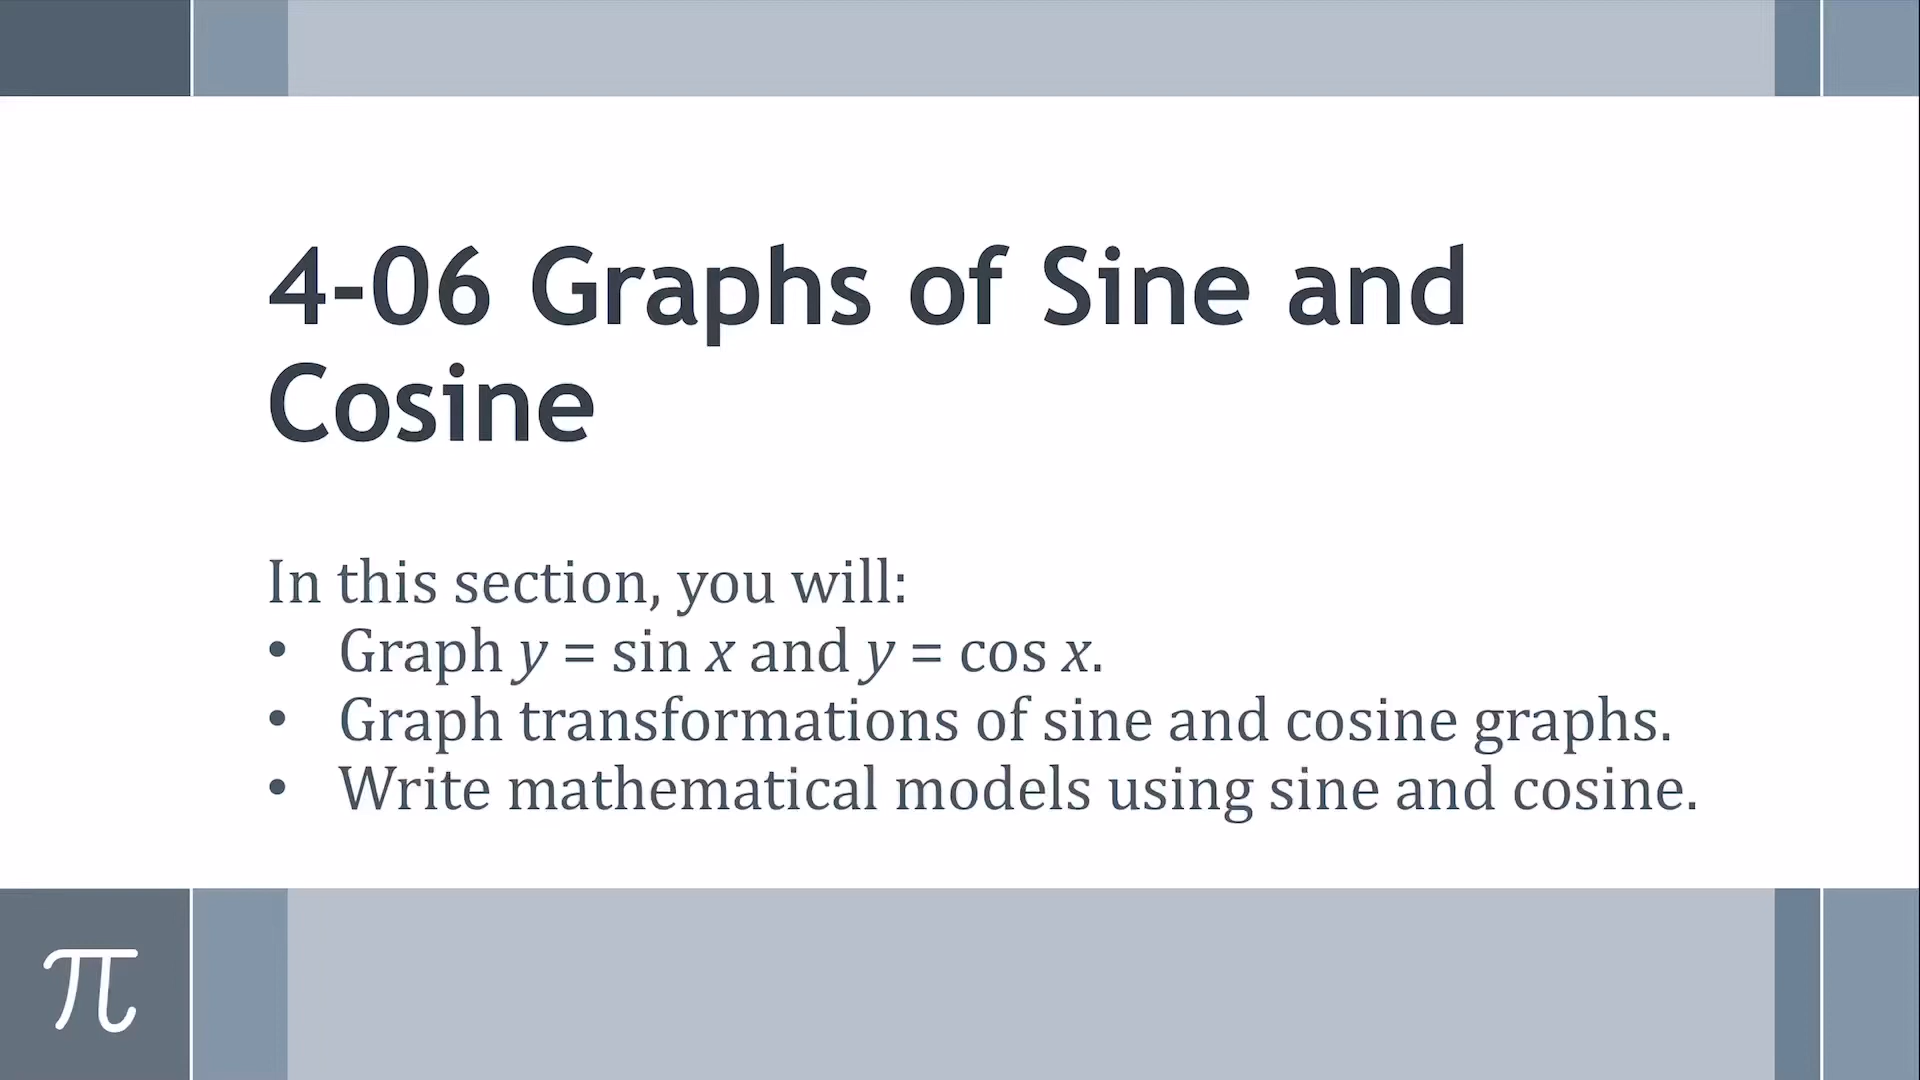 4-06 Graphs of Sine and
Cosine
In this section, you will:
• Graph y = sin x and y = cos x.
• Graph transformations of sine and cosine graphs.
• Write mathematical models using sine and cosine.
π